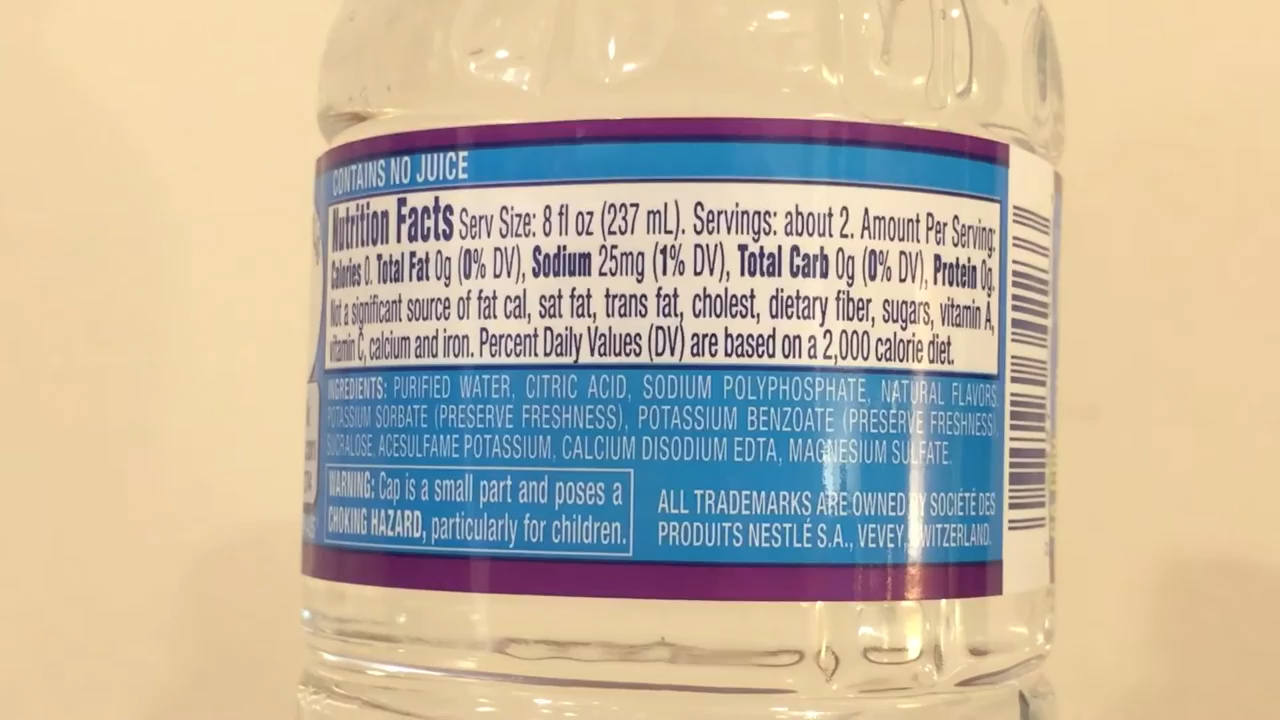 CONTAINS NO JUICE
Nutrition Facts Serv Size: 8 fl oz (237 mL). Servings: about 2. Amount Per Serving:
Calories 0. Total Fat 0g (0% DV), Sodium 25mg (1% DV), Total Carb 0g (0% DV), Protein 0g.
Not a significant source of fat cal, sat fat, trans fat, cholest, dietary fiber, sugars, vitamin A,
vitamin C, calcium and iron. Percent Daily Values (DV) are based on a 2,000 calorie diet.
INGREDIENTS: PURIFIED WATER, CITRIC ACID, SODIUM POLYPHOSPHATE, NATURAL FLAVORS,
POTASSIUM SORBATE (PRESERVE FRESHNESS), POTASSIUM BENZOATE (PRESERVE FRESHNESS),
SUCRALOSE, ACESULFAME POTASSIUM, CALCIUM DISODIUM EDTA, MAGNESIUM SULFATE.
WARNING: Cap is a small part and poses a
CHOKING HAZARD, particularly for children.
ALL TRADEMARKS ARE OWNED BY SOCIÉTÉ DES
PRODUITS NESTLÉ S.A., VEVEY, SWITZERLAND.